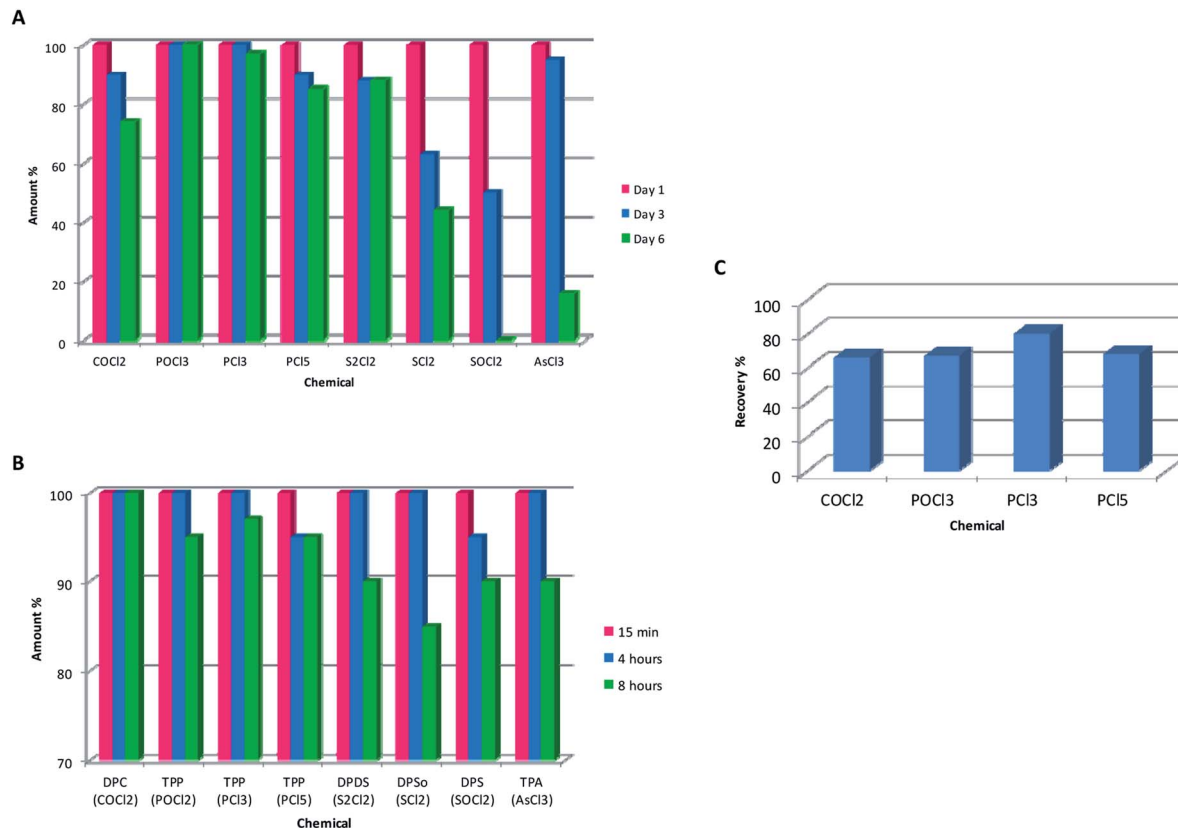 A
100
80
60
40
20
0
Amount %
COCl2 POCl3 PCl3 PCl5 S2Cl2 SCl2 SOCl2 AsCl3
Chemical
Day 1
Day 3
Day 6
B
100
90
80
70
Amount %
DPC TPP TPP TPP DPDS DPSo DPS TPA
(COCl2) (POCl2) (PCl3) (PCl5) (S2Cl2) (SCl2) (SOCl2) (AsCl3)
Chemical
15 min
4 hours
8 hours
C
100
80
60
40
20
0
Recovery %
COCl2 POCl3 PCl3 PCl5
Chemical